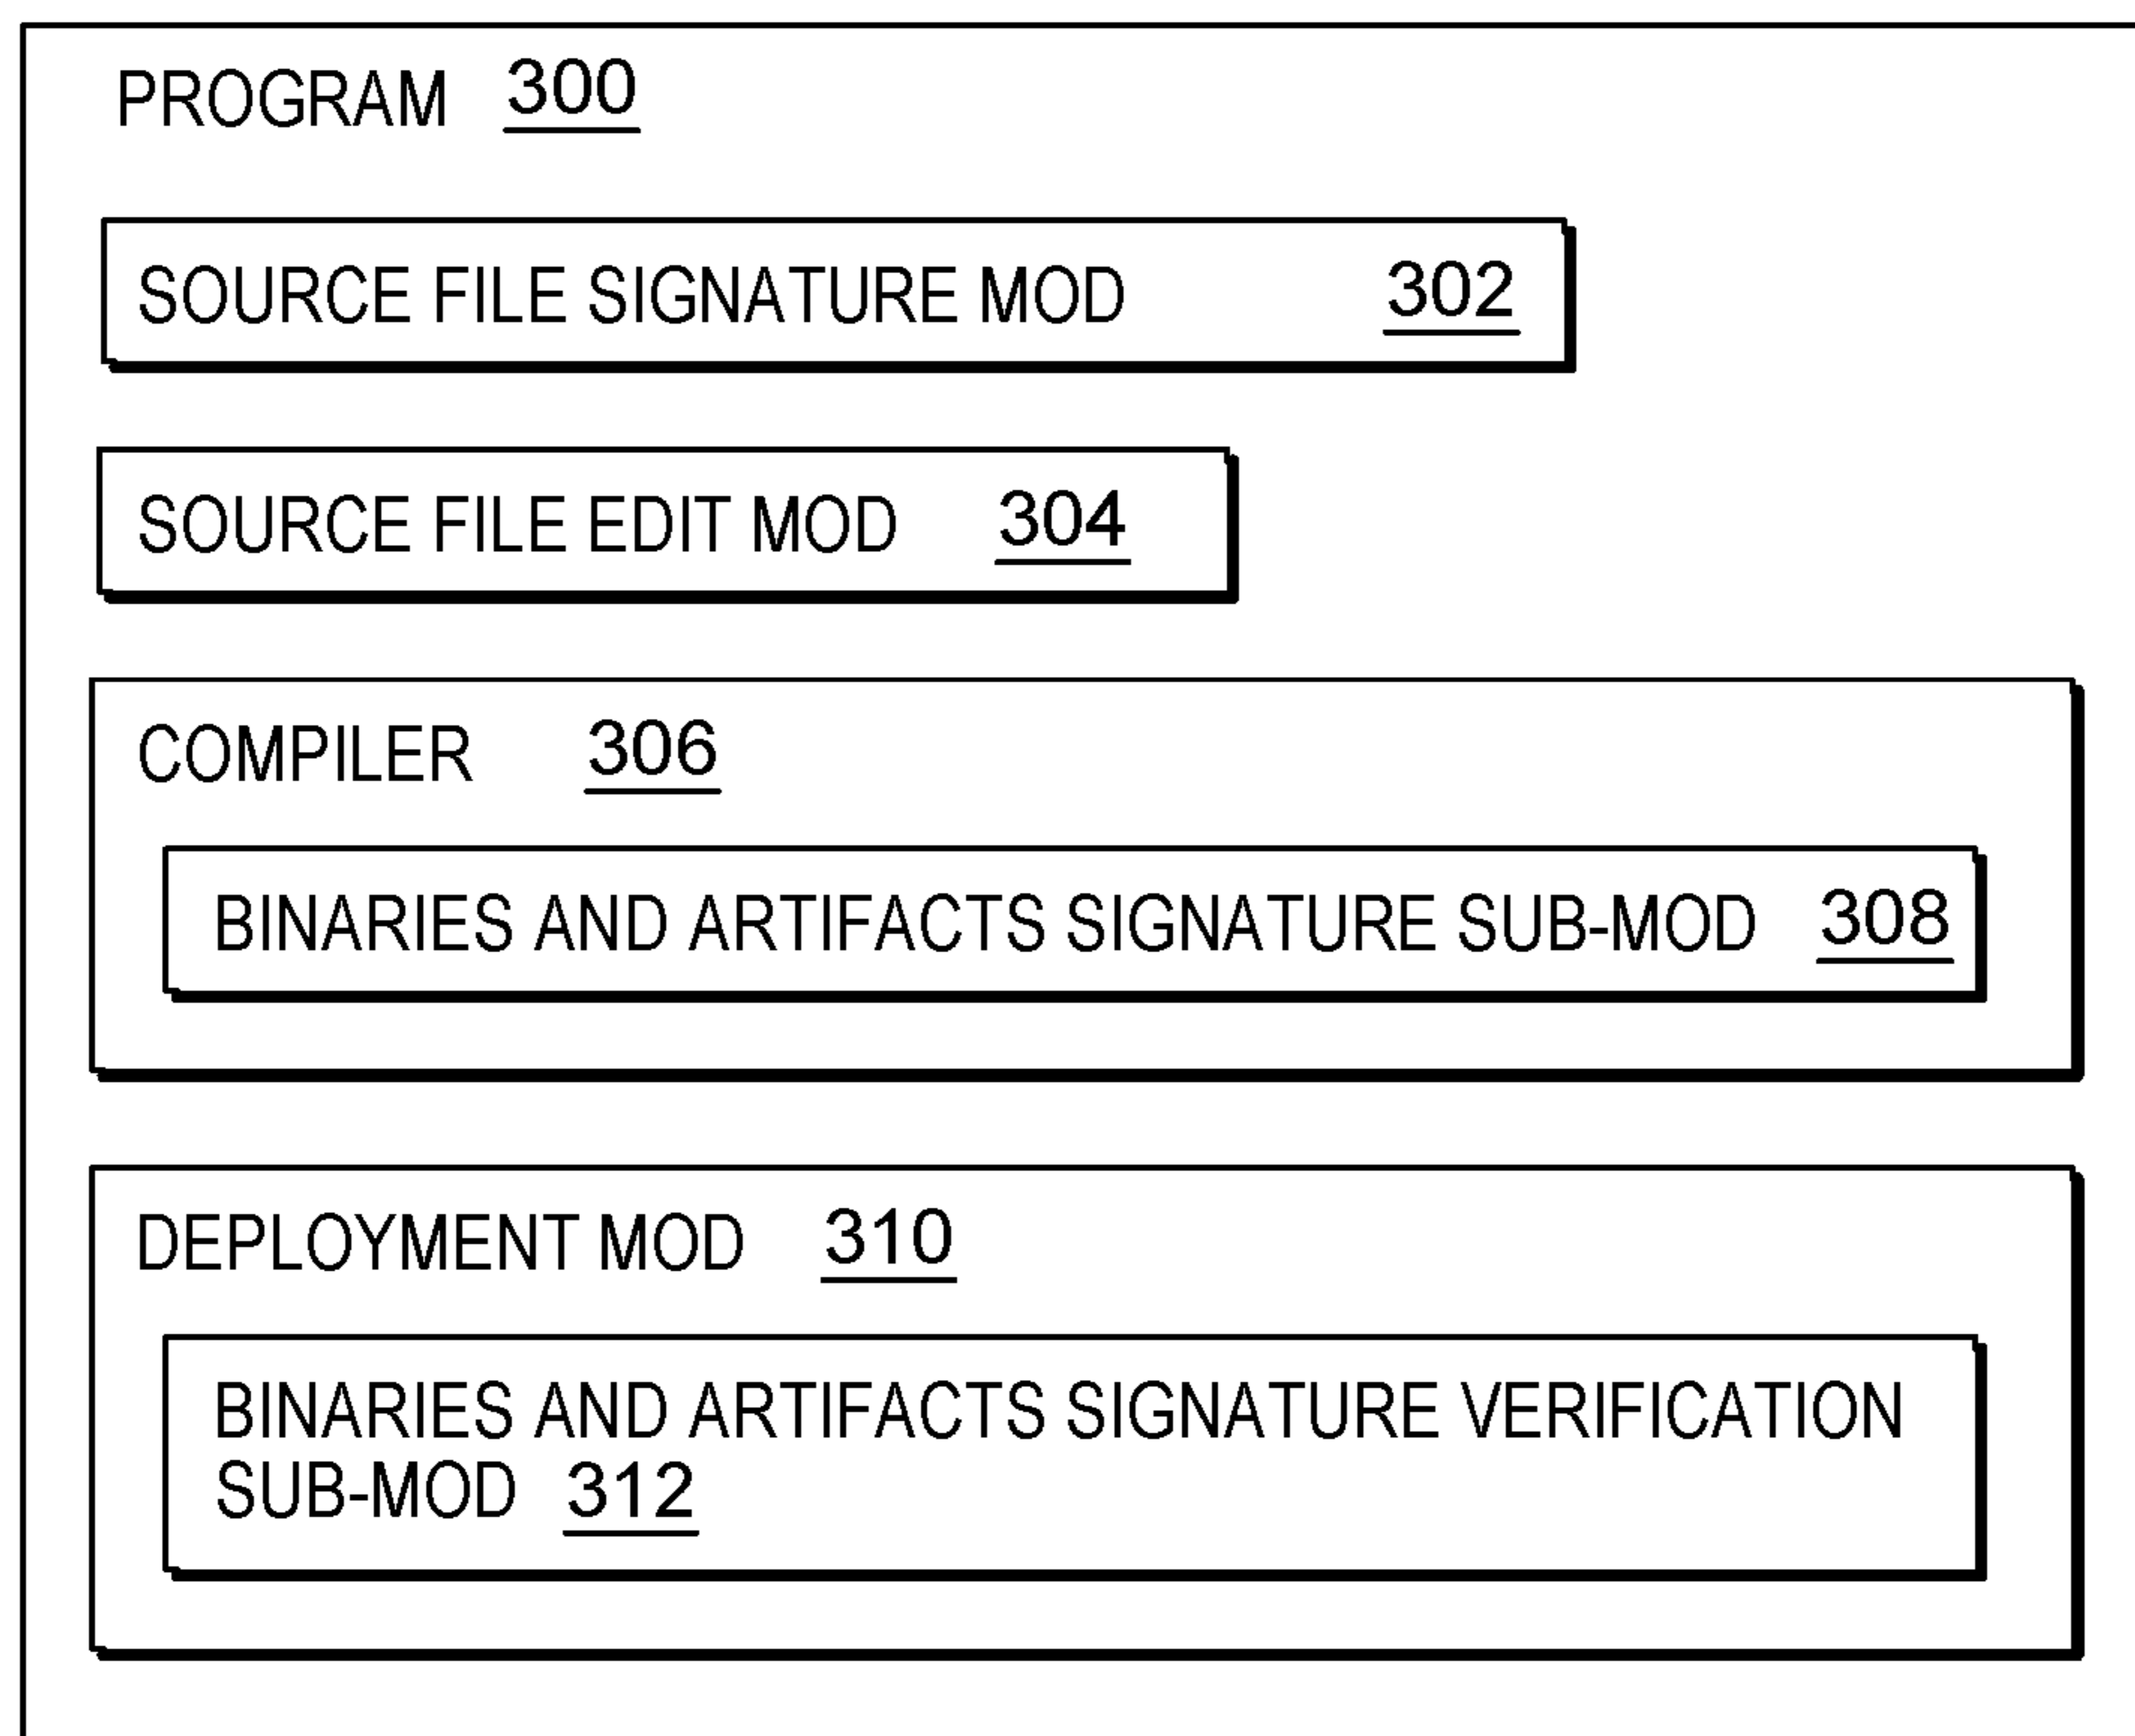 PROGRAM 300
SOURCE FILE SIGNATURE MOD 302
SOURCE FILE EDIT MOD 304
COMPILER 306
BINARIES AND ARTIFACTS SIGNATURE SUB-MOD 308
DEPLOYMENT MOD 310
BINARIES AND ARTIFACTS SIGNATURE VERIFICATION
SUB-MOD 312